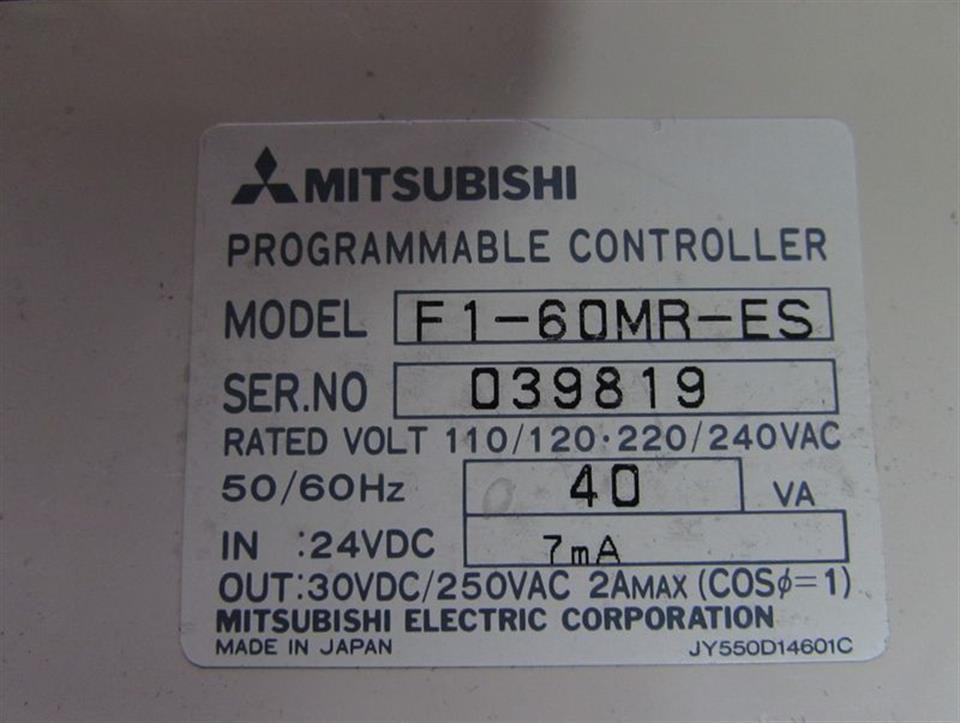 MITSUBISHI
PROGRAMMABLE CONTROLLER
MODEL F1-60MR-ES
SER.NO 039819
RATED VOLT 110/120·220/240VAC
50/60Hz 40 VA
IN :24VDC 7mA
OUT:30VDC/250VAC 2AMAX (COSφ=1)
MITSUBISHI ELECTRIC CORPORATION
MADE IN JAPAN JY550D14601C